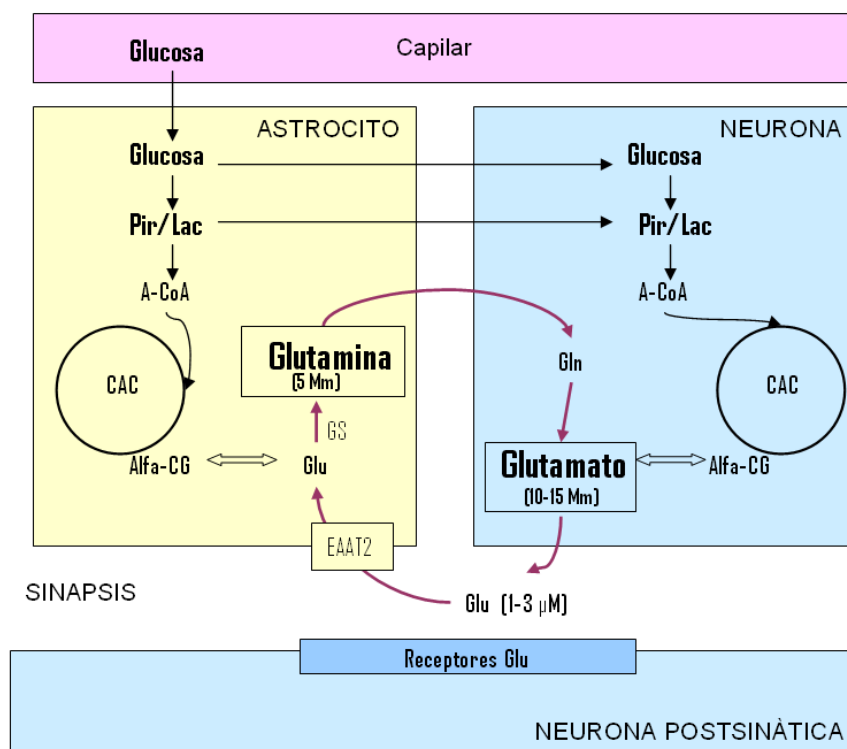 Glucosa
Capilar
ASTROCITO
NEURONA
Glucosa
Glucosa
Pir/Lac
Pir/Lac
A-CoA
A-CoA
Glutamina
(5 Mm)
Gln
CAC
CAC
GS
Alfa-CG
Glu
Glutamato
(10-15 Mm)
Alfa-CG
EAAT2
SINAPSIS
Glu (1-3 µM)
Receptores Glu
NEURONA POSTSINÀTICA